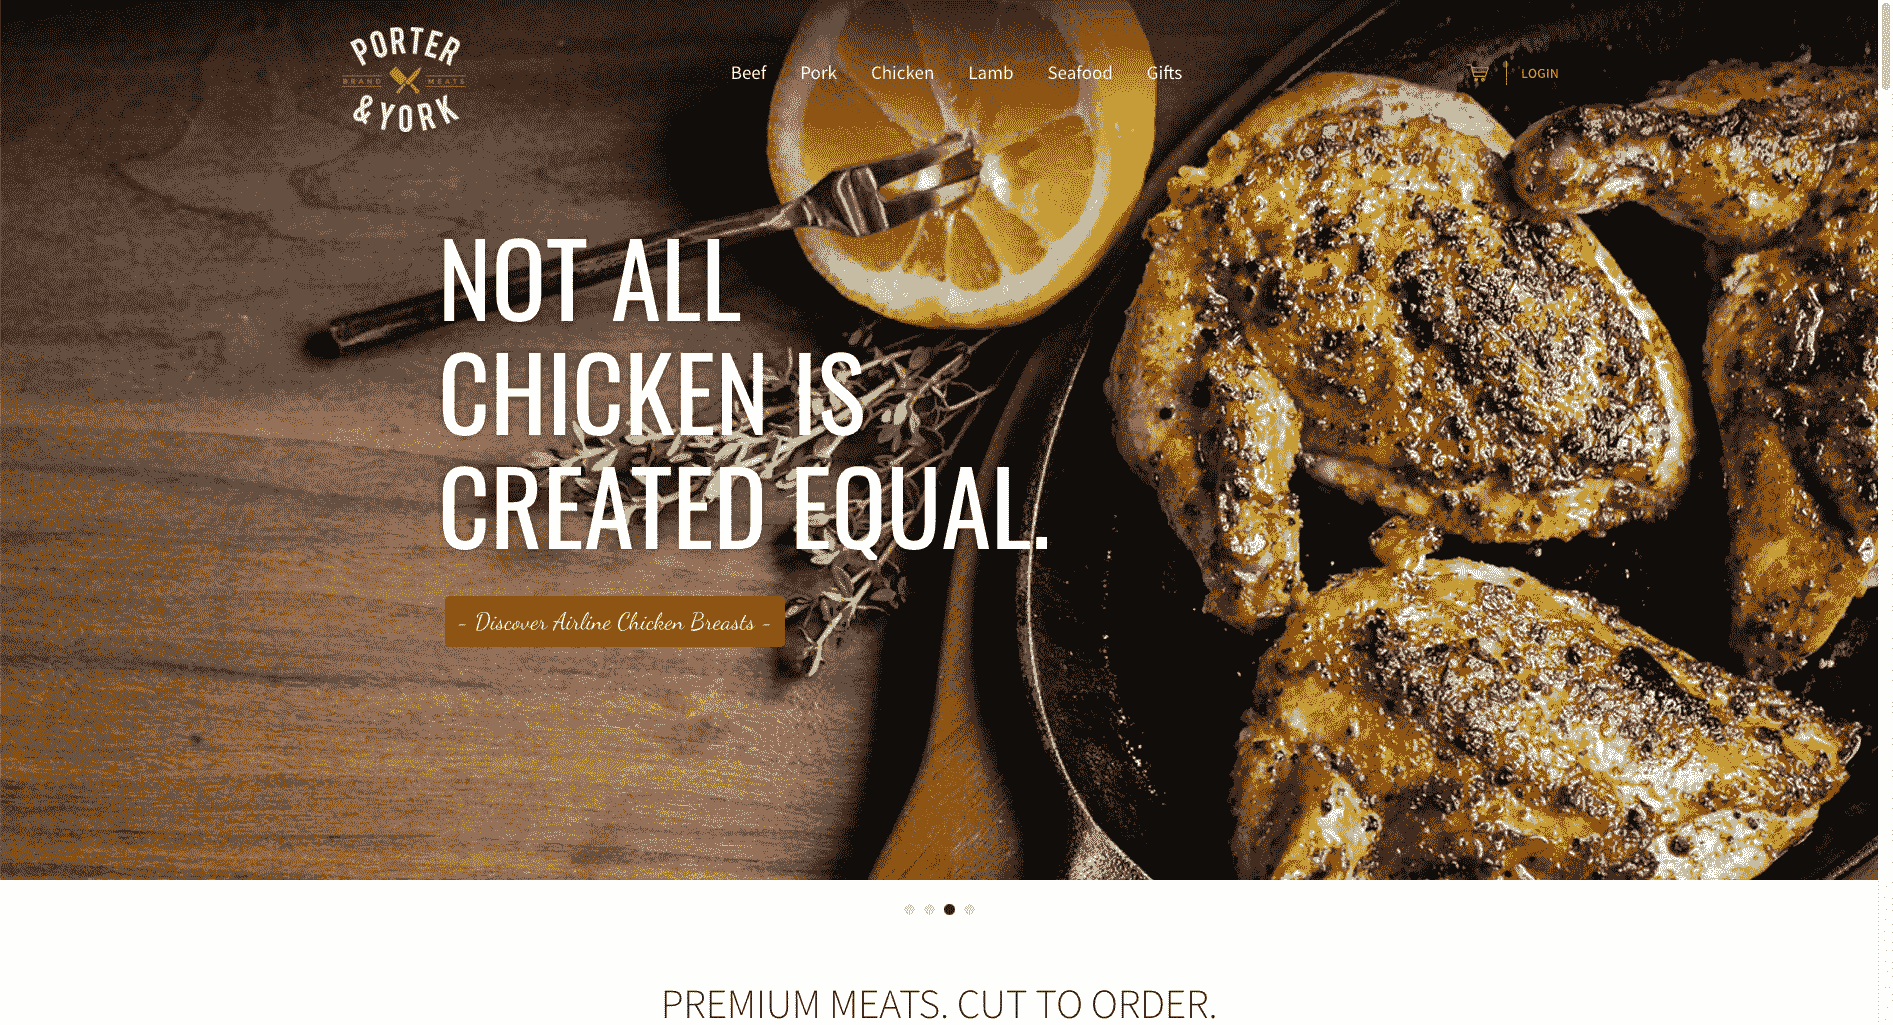 PORTER
BRAND MEATS
& YORK
Beef Pork Chicken Lamb Seafood Gifts
LOGIN
NOT ALL
CHICKEN IS
CREATED EQUAL.
- Discover Airline Chicken Breasts -
PREMIUM MEATS. CUT TO ORDER.